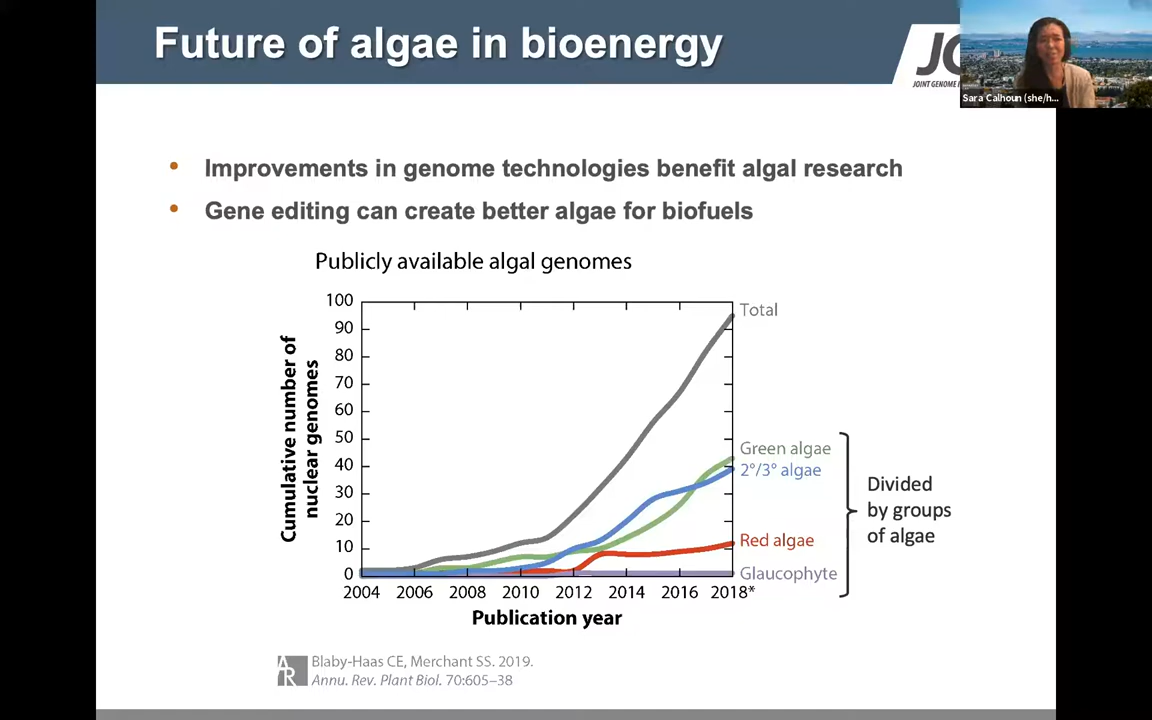 Future of algae in bioenergy
JOINT GENOME
Sara Calhoun (she/h...
• Improvements in genome technologies benefit algal research
• Gene editing can create better algae for biofuels
Publicly available algal genomes
Cumulative number of
nuclear genomes
100
90
80
70
60
50
40
30
20
10
0
2004 2006 2008 2010 2012 2014 2016 2018*
Publication year
Total
Green algae
2°/3° algae
Red algae
Glaucophyte
Divided
by groups
of algae
AR
Blaby-Haas CE, Merchant SS. 2019.
Annu. Rev. Plant Biol. 70:605–38